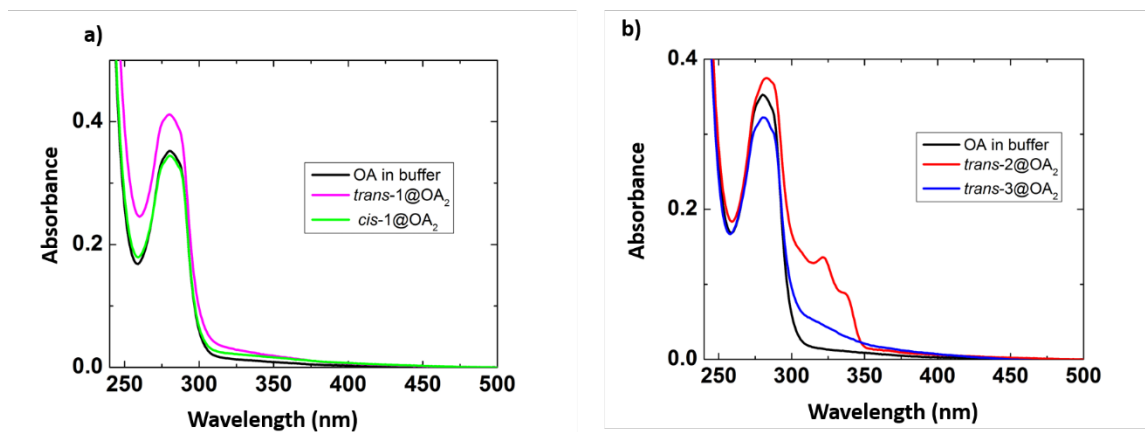 a)
Absorbance
0.4
0.2
0.0
250 300 350 400 450 500
Wavelength (nm)
OA in buffer
trans-1@OA₂
cis-1@OA₂
b)
Absorbance
0.4
0.2
0.0
250 300 350 400 450 500
Wavelength (nm)
OA in buffer
trans-2@OA₂
trans-3@OA₂